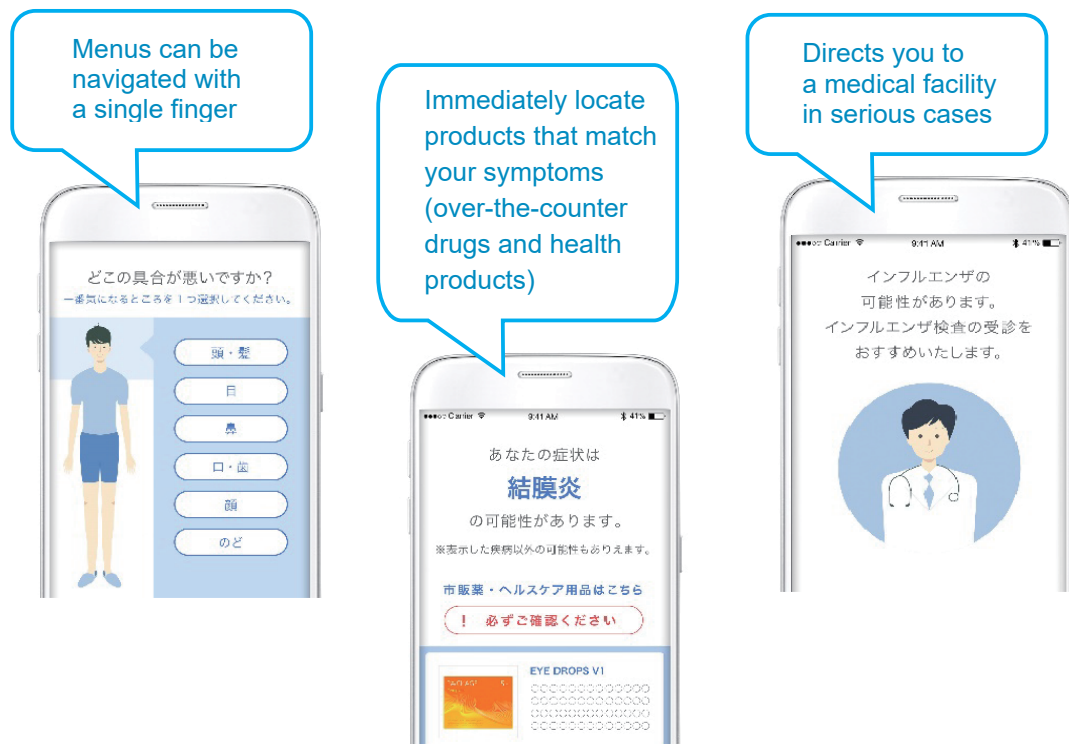 Menus can be
navigated with
a single finger
どこの具合が悪いですか?
一番気になるところを1つ選択してください。
頭・髪
目
鼻
口・歯
顔
のど
Immediately locate
products that match
your symptoms
(over-the-counter
drugs and health
products)
Carrier
9:41 AM
41%
あなたの症状は
結膜炎
の可能性があります。
※表示した疾病以外の可能性もありえます。
市販薬・ヘルスケア用品はこちら
! 必ずご確認ください
EYE DROPS V1
Directs you to
a medical facility
in serious cases
Carrier
9:41 AM
41%
インフルエンザの
可能性があります。
インフルエンザ検査の受診を
おすすめいたします。